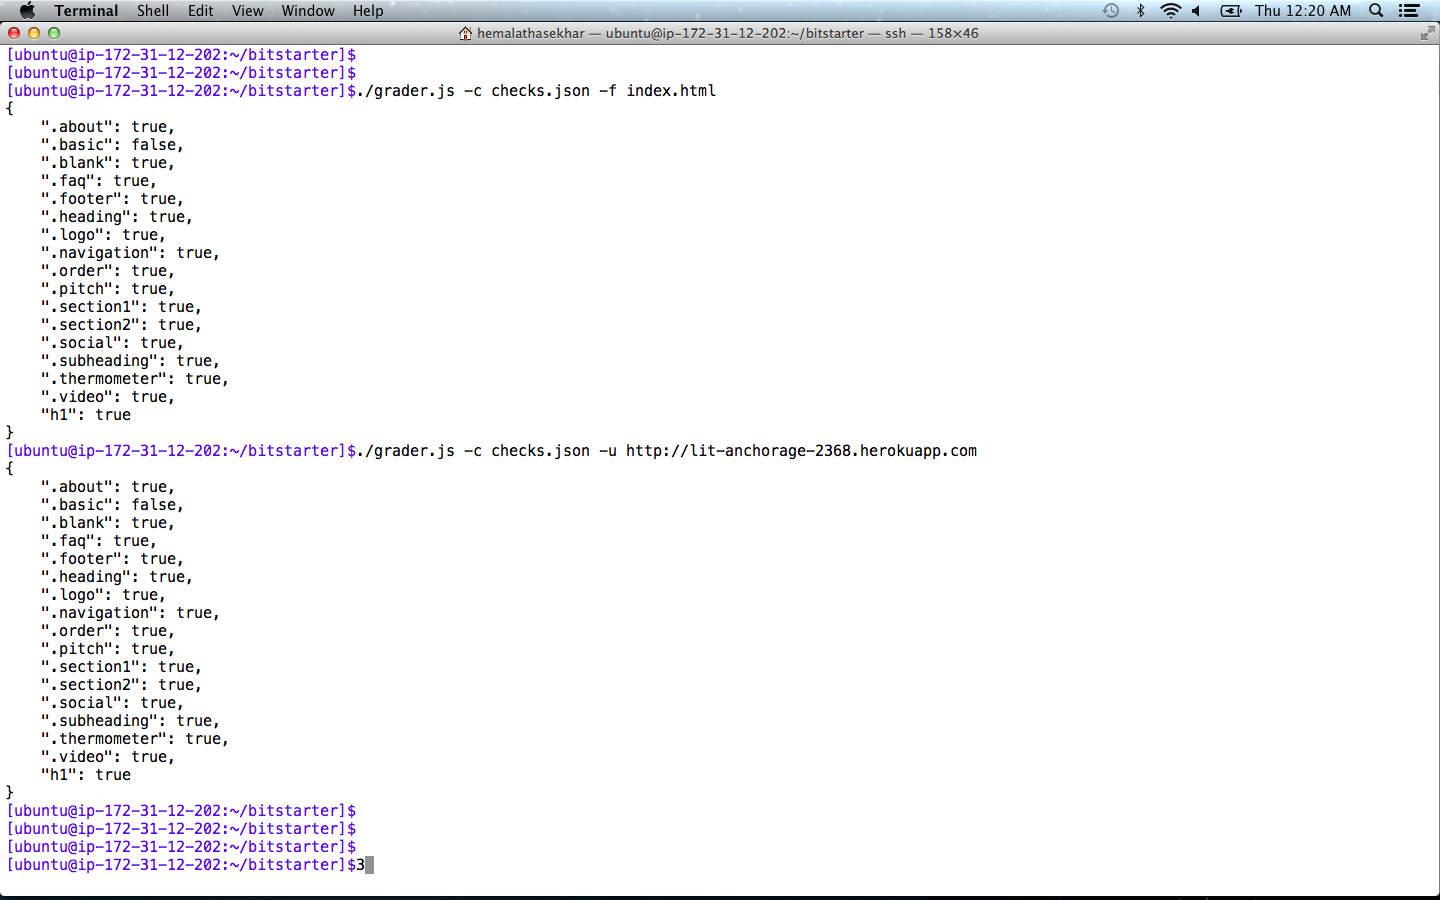 Terminal Shell Edit View Window Help Thu 12:20 AM
hemalathasekhar — ubuntu@ip-172-31-12-202:~/bitstarter — ssh — 158×46
[ubuntu@ip-172-31-12-202:~/bitstarter]$
[ubuntu@ip-172-31-12-202:~/bitstarter]$
[ubuntu@ip-172-31-12-202:~/bitstarter]$./grader.js -c checks.json -f index.html
{
    ".about": true,
    ".basic": false,
    ".blank": true,
    ".faq": true,
    ".footer": true,
    ".heading": true,
    ".logo": true,
    ".navigation": true,
    ".order": true,
    ".pitch": true,
    ".section1": true,
    ".section2": true,
    ".social": true,
    ".subheading": true,
    ".thermometer": true,
    ".video": true,
    "h1": true
}
[ubuntu@ip-172-31-12-202:~/bitstarter]$./grader.js -c checks.json -u http://lit-anchorage-2368.herokuapp.com
{
    ".about": true,
    ".basic": false,
    ".blank": true,
    ".faq": true,
    ".footer": true,
    ".heading": true,
    ".logo": true,
    ".navigation": true,
    ".order": true,
    ".pitch": true,
    ".section1": true,
    ".section2": true,
    ".social": true,
    ".subheading": true,
    ".thermometer": true,
    ".video": true,
    "h1": true
}
[ubuntu@ip-172-31-12-202:~/bitstarter]$
[ubuntu@ip-172-31-12-202:~/bitstarter]$
[ubuntu@ip-172-31-12-202:~/bitstarter]$
[ubuntu@ip-172-31-12-202:~/bitstarter]$3